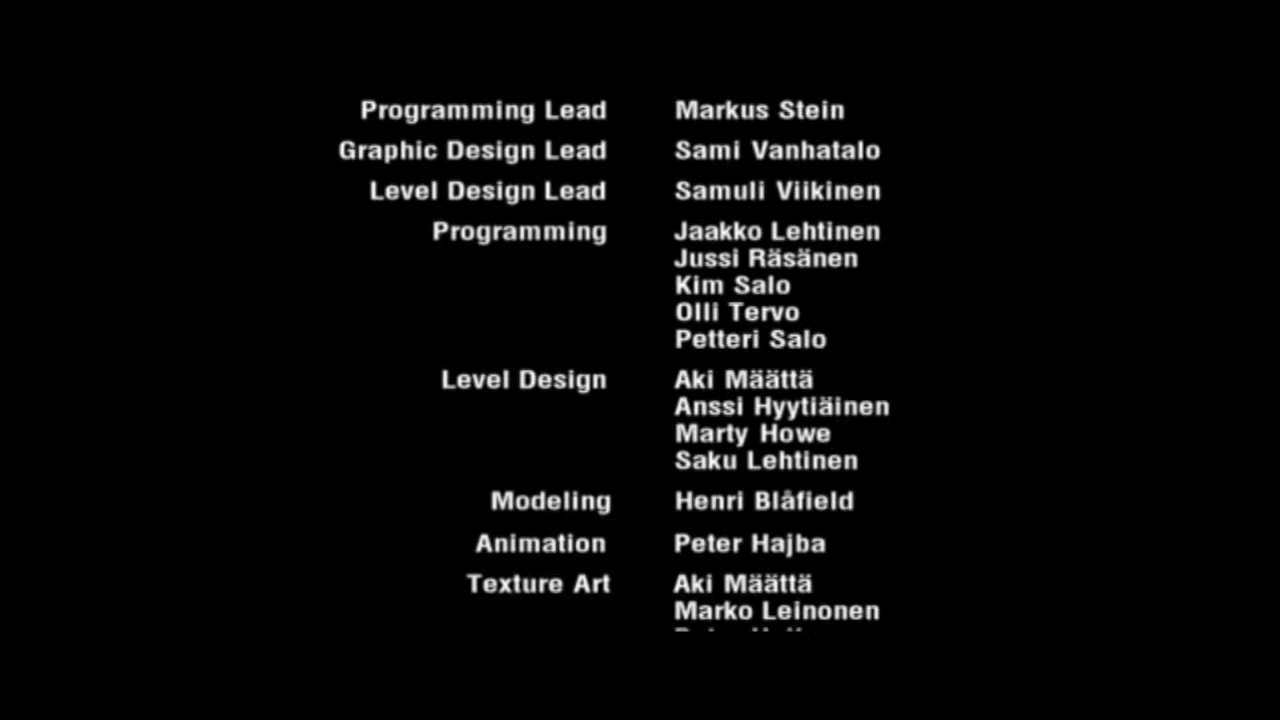 Programming Lead Markus Stein
Graphic Design Lead Sami Vanhatalo
Level Design Lead Samuli Viikinen
Programming Jaakko Lehtinen
Jussi Räsänen
Kim Salo
Olli Tervo
Petteri Salo
Level Design Aki Määttä
Anssi Hyytiäinen
Marty Howe
Saku Lehtinen
Modeling Henri Blåfield
Animation Peter Hajba
Texture Art Aki Määttä
Marko Leinonen